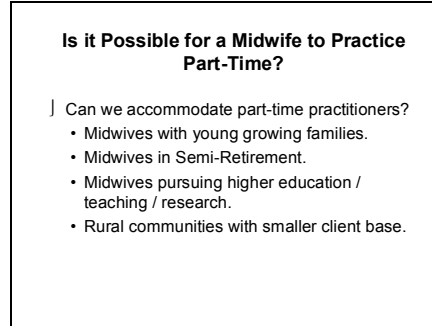 Is it Possible for a Midwife to Practice
Part-Time?
⌡ Can we accommodate part-time practitioners?
• Midwives with young growing families.
• Midwives in Semi-Retirement.
• Midwives pursuing higher education /
teaching / research.
• Rural communities with smaller client base.